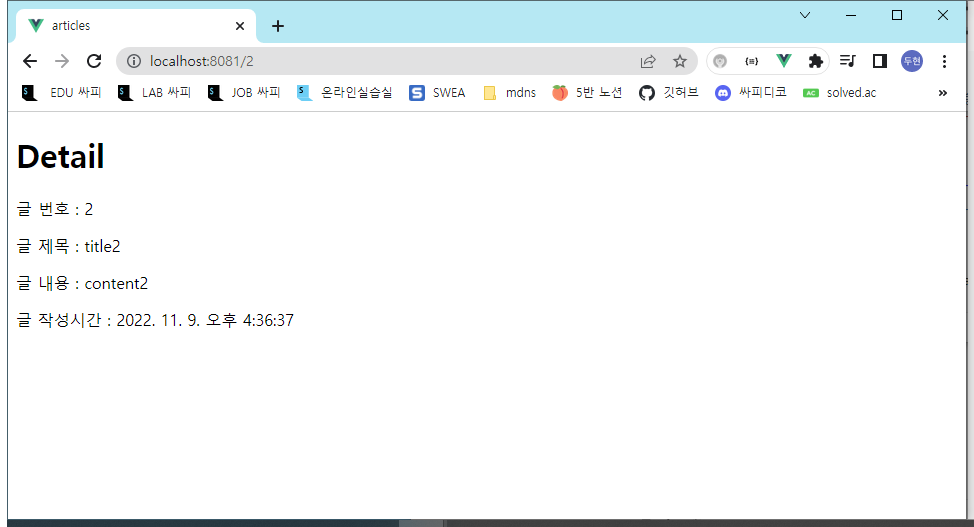 articles
localhost:8081/2
{≡}
두현
EDU 싸피 LAB 싸피 JOB 싸피 온라인실습실 SWEA mdns 5반 노션 깃허브 싸피디코 AC solved.ac »
Detail
글 번호 : 2
글 제목 : title2
글 내용 : content2
글 작성시간 : 2022. 11. 9. 오후 4:36:37